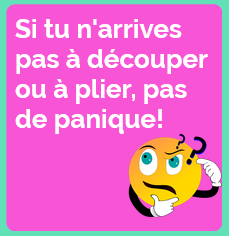 Si tu n'arrives
pas à découper
ou à plier, pas
de panique!
???